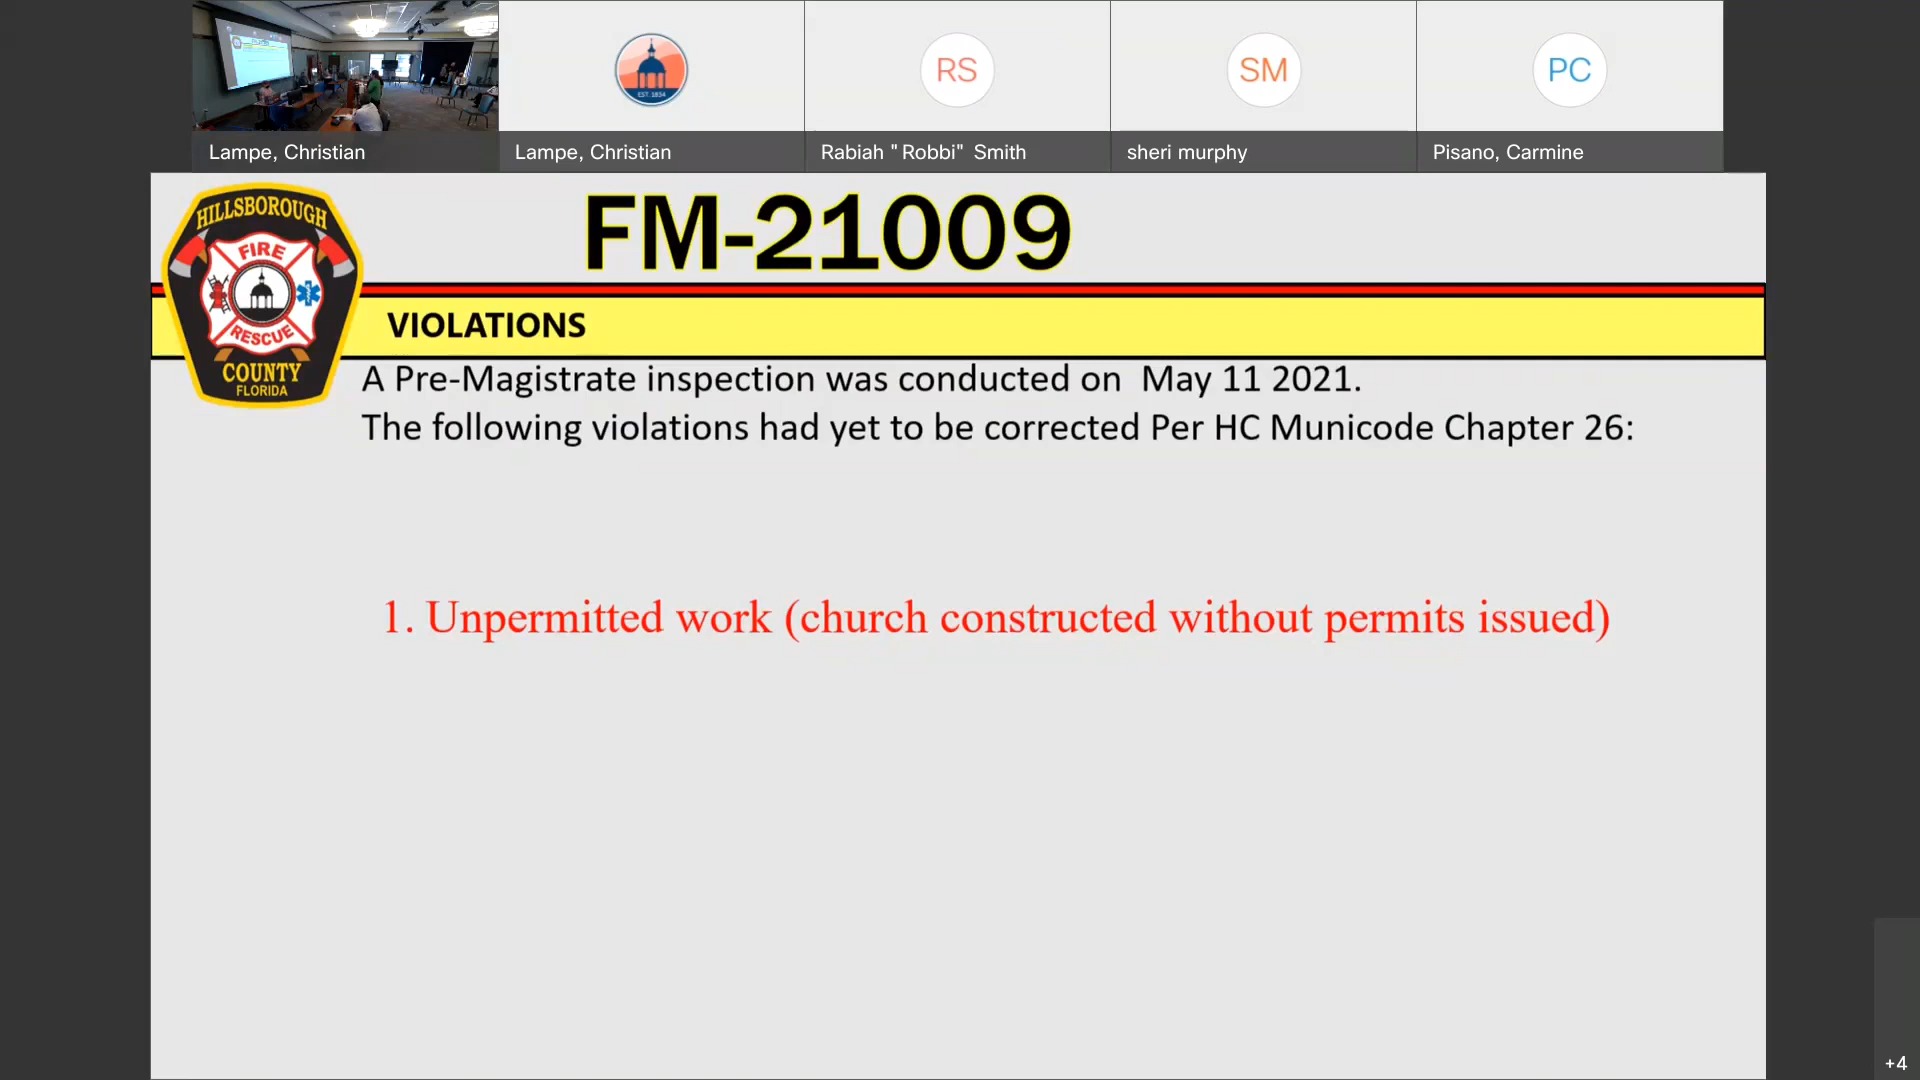 EST. 1834
RS
SM
PC
Lampe, Christian
Lampe, Christian
Rabiah "Robbi" Smith
sheri murphy
Pisano, Carmine
HILLSBOROUGH
FIRE
RESCUE
COUNTY
FLORIDA
FM-21009
VIOLATIONS
A Pre-Magistrate inspection was conducted on May 11 2021.
The following violations had yet to be corrected Per HC Municode Chapter 26:
1. Unpermitted work (church constructed without permits issued)
+4